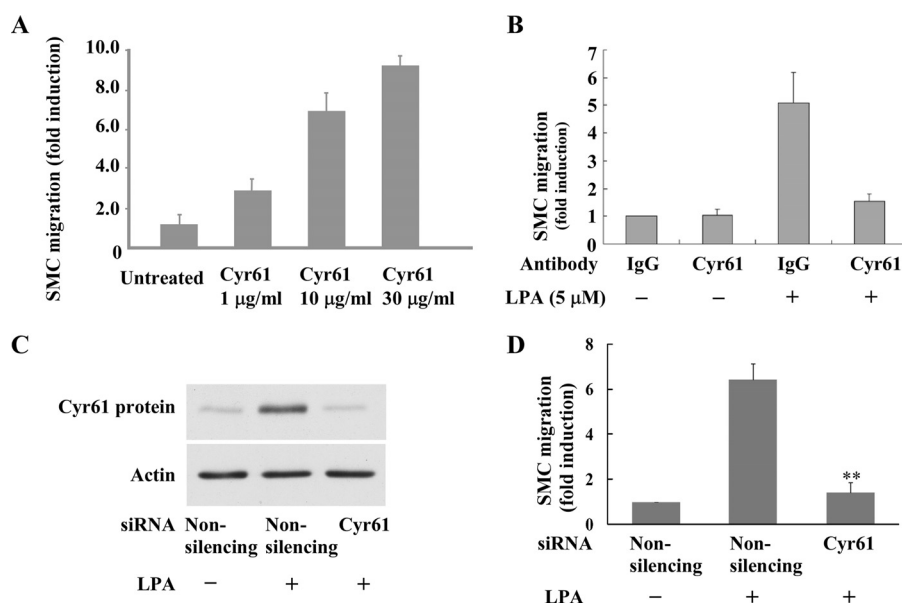 A
SMC migration (fold induction)
10.0
8.0
6.0
4.0
2.0
0
Untreated Cyr61 Cyr61 Cyr61
1 μg/ml 10 μg/ml 30 μg/ml
B
SMC migration
(fold induction)
7
6
5
4
3
2
1
0
Antibody IgG Cyr61 IgG Cyr61
LPA (5 μM) – – + +
C
Cyr61 protein
Actin
siRNA Non- Non- Cyr61
silencing silencing
LPA – + +
D
SMC migration
(fold induction)
8
6
4
2
0
**
siRNA Non- Non- Cyr61
silencing silencing
LPA – + +